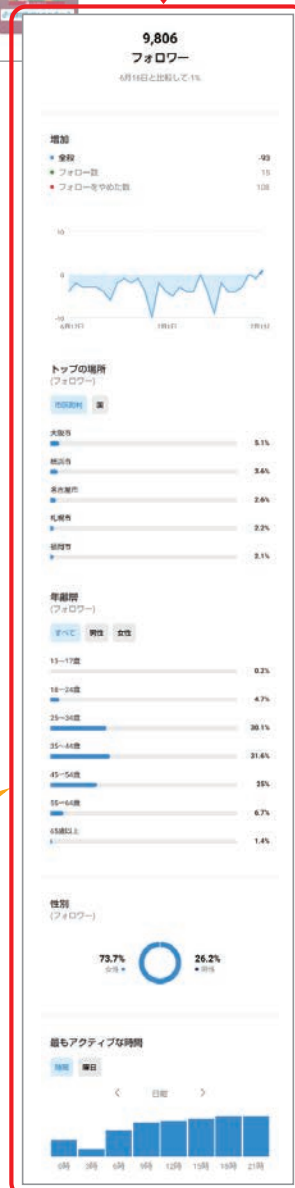 9,806
フォロワー
6月18日と比較して-1%
増加
全般 -93
フォロー数 15
フォローをやめた数 108
10
0
-10
6月17日
トップの場所
(フォロワー)
市区町村 国
大阪市
5.1%
横浜市
3.6%
名古屋市
2.6%
札幌市
2.2%
福岡市
2.1%
年齢層
(フォロワー)
すべて 男性 女性
13–17歳
0.2%
18–24歳
4.7%
25–34歳
30.1%
35–44歳
31.6%
45–54歳
25%
55–64歳
6.7%
65歳以上
1.4%
性別
(フォロワー)
73.7% 26.2%
女性 男性
最もアクティブな時間
時間 曜日
< 日曜 >
0時 3時 6時 9時 12時 15時 18時 21時